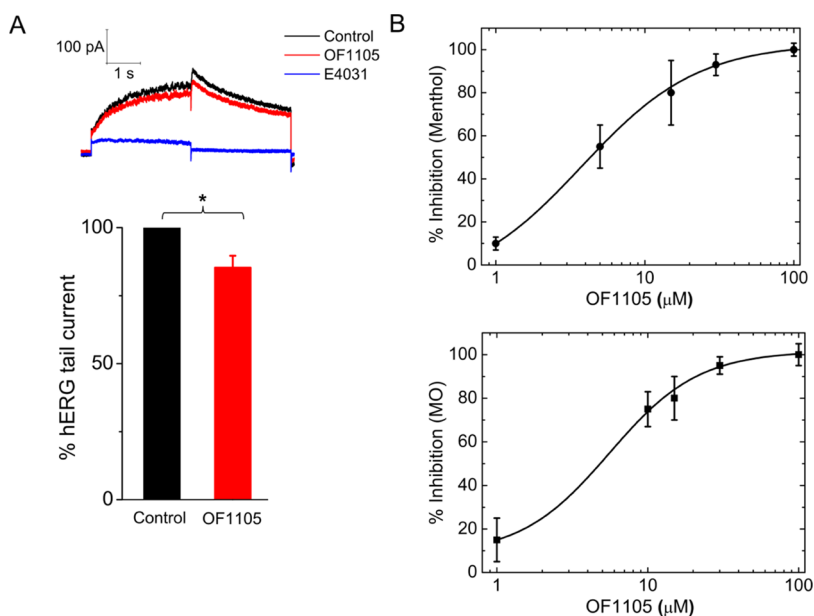 A
100 pA
1 s
Control
OF1105
E4031
*
100
50
0
% hERG tail current
Control
OF1105
B
100
80
60
40
20
0
% Inhibition (Menthol)
1
10
100
OF1105 (μM)
100
80
60
40
20
0
% Inhibition (MO)
1
10
100
OF1105 (μM)